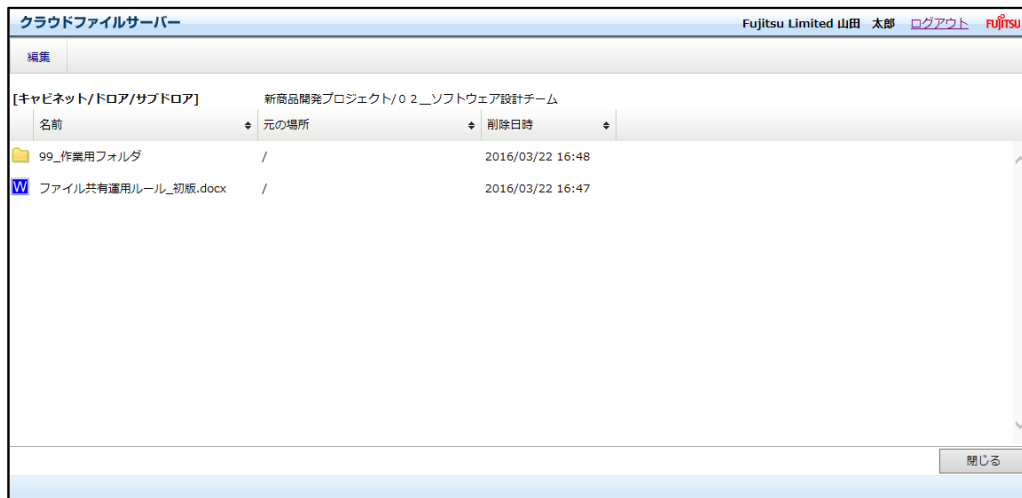 クラウドファイルサーバー Fujitsu Limited 山田 太郎 ログアウト FUJITSU
編集
[キャビネット/ドロア/サブドロア] 新商品開発プロジェクト/０２__ソフトウェア設計チーム
名前 元の場所 削除日時
99_作業用フォルダ / 2016/03/22 16:48
W ファイル共有運用ルール_初版.docx / 2016/03/22 16:47
閉じる